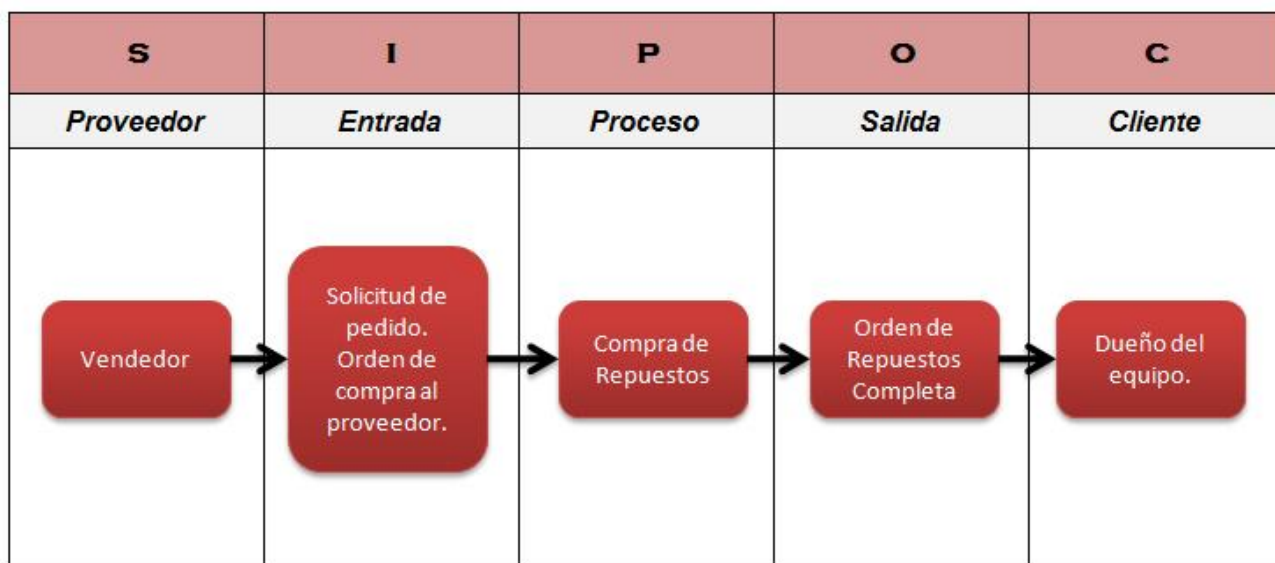 S
I
P
O
C
Proveedor
Entrada
Proceso
Salida
Cliente
Vendedor
Solicitud de
pedido.
Orden de
compra al
proveedor.
Compra de
Repuestos
Orden de
Repuestos
Completa
Dueño del
equipo.